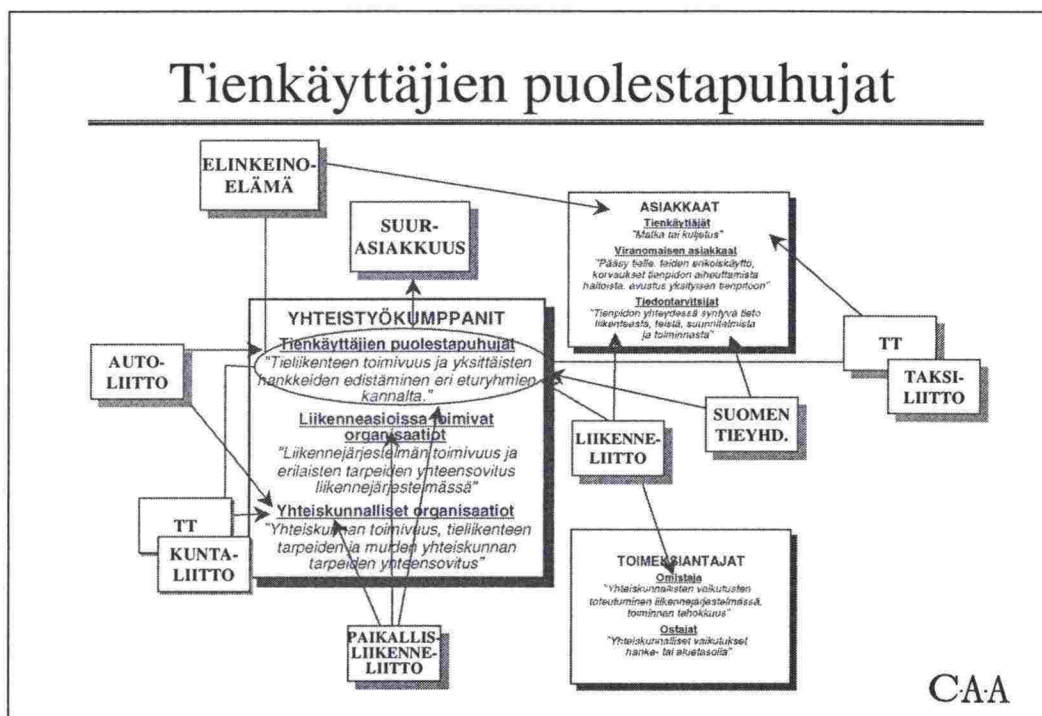 Tienkäyttäjien puolestapuhujat
ELINKEINO-
ELÄMÄ
SUUR-
ASIAKKUUS
ASIAKKAAT
Tienkäyttäjät
"Matka tai kuljetus"
Viranomaisen asiakkaat
"Pääsy tielle, teiden erikoiskäyttö,
korvaukset tienpidon aiheuttamista
haitoista, avustus yksityisen tienpitoon"
Tiedontarvitsijat
"Tienpidon yhteydessä syntyvä tieto
liikenteestä, teistä, suunnitelmista
ja toiminnasta"
YHTEISTYÖKUMPPANIT
Tienkäyttäjien puolestapuhujat
"Tieliikenteen toimivuus ja yksittäisten
hankkeiden edistäminen eri eturyhmien
kannalta."
Liikenneasioissa toimivat
organisaatiot
"Liikennejärjestelmän toimivuus ja
erilaisten tarpeiden yhteensovitus
liikennejärjestelmässä"
Yhteiskunnalliset organisaatiot
"Yhteiskunnan toimivuus, tieliikenteen
tarpeiden ja muiden yhteiskunnan
tarpeiden yhteensovitus"
AUTO-
LIITTO
TT
KUNTA-
LIITTO
PAIKALLIS-
LIIKENNE-
LIITTO
LIIKENNE-
LIITTO
SUOMEN
TIEYHD.
TT
TAKSI-
LIITTO
TOIMEKSIANTAJAT
Omistaja
"Yhteiskunnallisten vaikutusten
toteutuminen liikennejärjestelmässä,
toiminnan tehokkuus"
Ostajat
"Yhteiskunnalliset vaikutukset
hanke- tai aluetasolla"
C·A·A